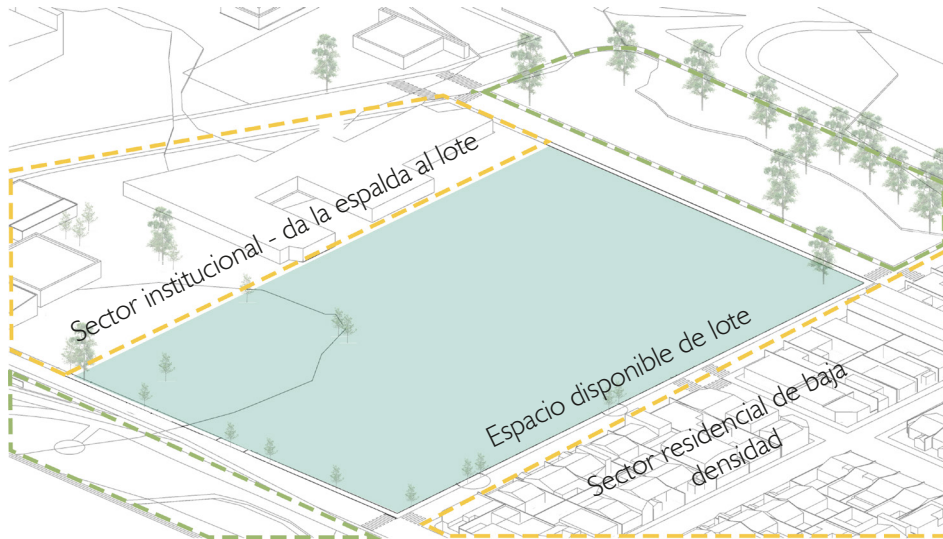 Sector institucional - da la espalda al lote
Espacio disponible de lote
Sector residencial de baja
densidad